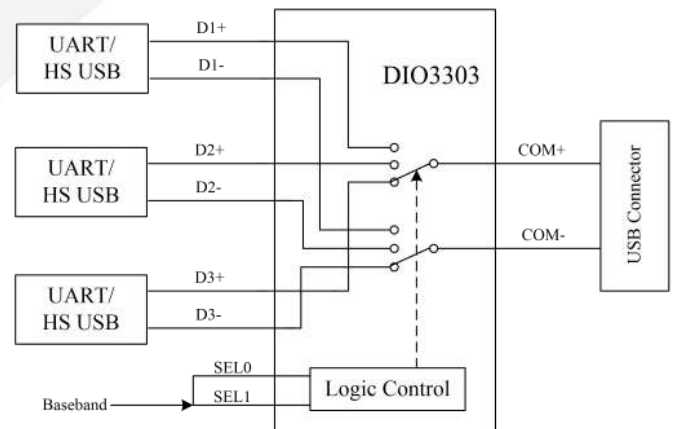 UART/
HS USB
D1+
D1-
DIO3303
UART/
HS USB
D2+
D2-
COM+
COM-
USB Connector
UART/
HS USB
D3+
D3-
SEL0
SEL1
Baseband
Logic Control